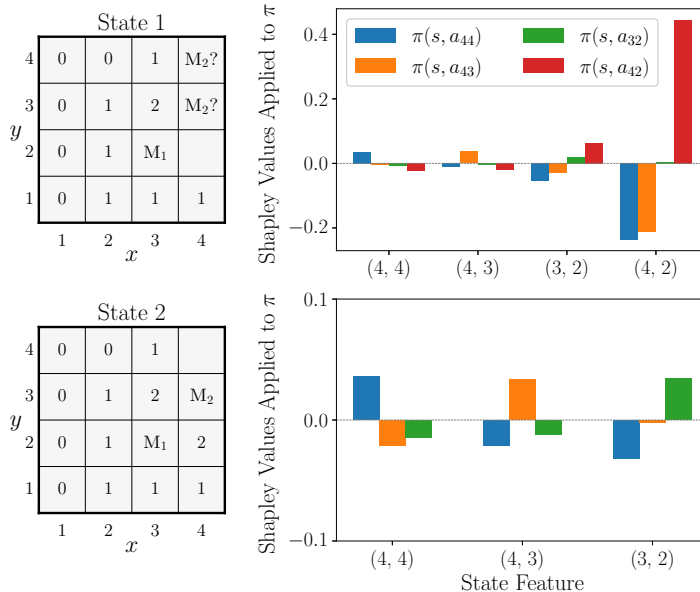 State 1
4 0 0 1 M₂?
3 0 1 2 M₂?
y
2 0 1 M₁
1 0 1 1 1
1 2 3 4
x
Shapley Values Applied to π
0.4
0.2
0.0
−0.2
π(s, a₄₄) π(s, a₃₂)
π(s, a₄₃) π(s, a₄₂)
(4, 4) (4, 3) (3, 2) (4, 2)
State 2
4 0 0 1
3 0 1 2 M₂
y
2 0 1 M₁ 2
1 0 1 1 1
1 2 3 4
x
Shapley Values Applied to π
0.1
0.0
−0.1
(4, 4) (4, 3) (3, 2)
State Feature